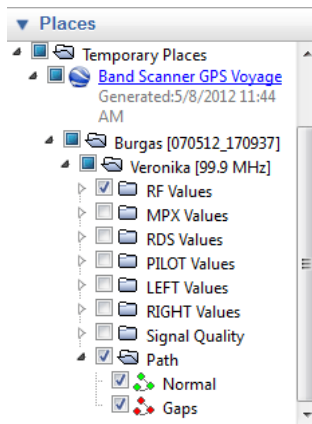 Places
Temporary Places
Band Scanner GPS Voyage
Generated:5/8/2012 11:44
AM
Burgas [070512_170937]
Veronika [99.9 MHz]
RF Values
MPX Values
RDS Values
PILOT Values
LEFT Values
RIGHT Values
Signal Quality
Path
Normal
Gaps